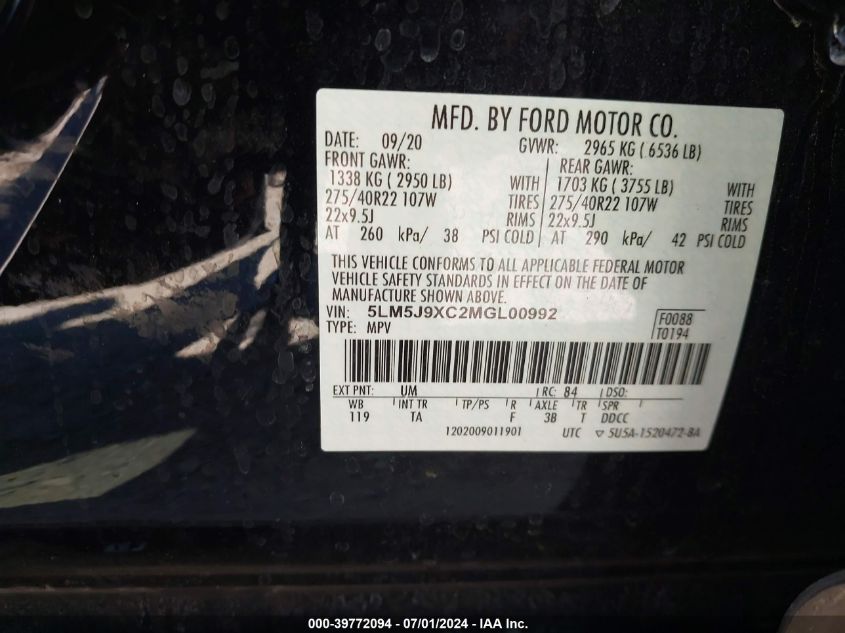 MFD. BY FORD MOTOR CO.
DATE: 09/20 GVWR: 2965 KG ( 6536 LB)
FRONT GAWR: REAR GAWR:
1338 KG ( 2950 LB) WITH 1703 KG ( 3755 LB) WITH
275/40R22 107W TIRES 275/40R22 107W TIRES
22x9.5J RIMS 22x9.5J RIMS
AT 260 kPa/ 38 PSI COLD AT 290 kPa/ 42 PSI COLD
THIS VEHICLE CONFORMS TO ALL APPLICABLE FEDERAL MOTOR
VEHICLE SAFETY STANDARDS IN EFFECT ON THE DATE OF
MANUFACTURE SHOWN ABOVE.
VIN: 5LM5J9XC2MGL00992 F0088
TYPE: MPV T0194
EXT PNT: UM RC: 84 DSO:
WB INT TR TP/PS R AXLE TR SPR
119 TA F 3B T DDCC
1202009011901 UTC ▽ 5U5A-1520472-8A
000-39772094 - 07/01/2024 - IAA Inc.